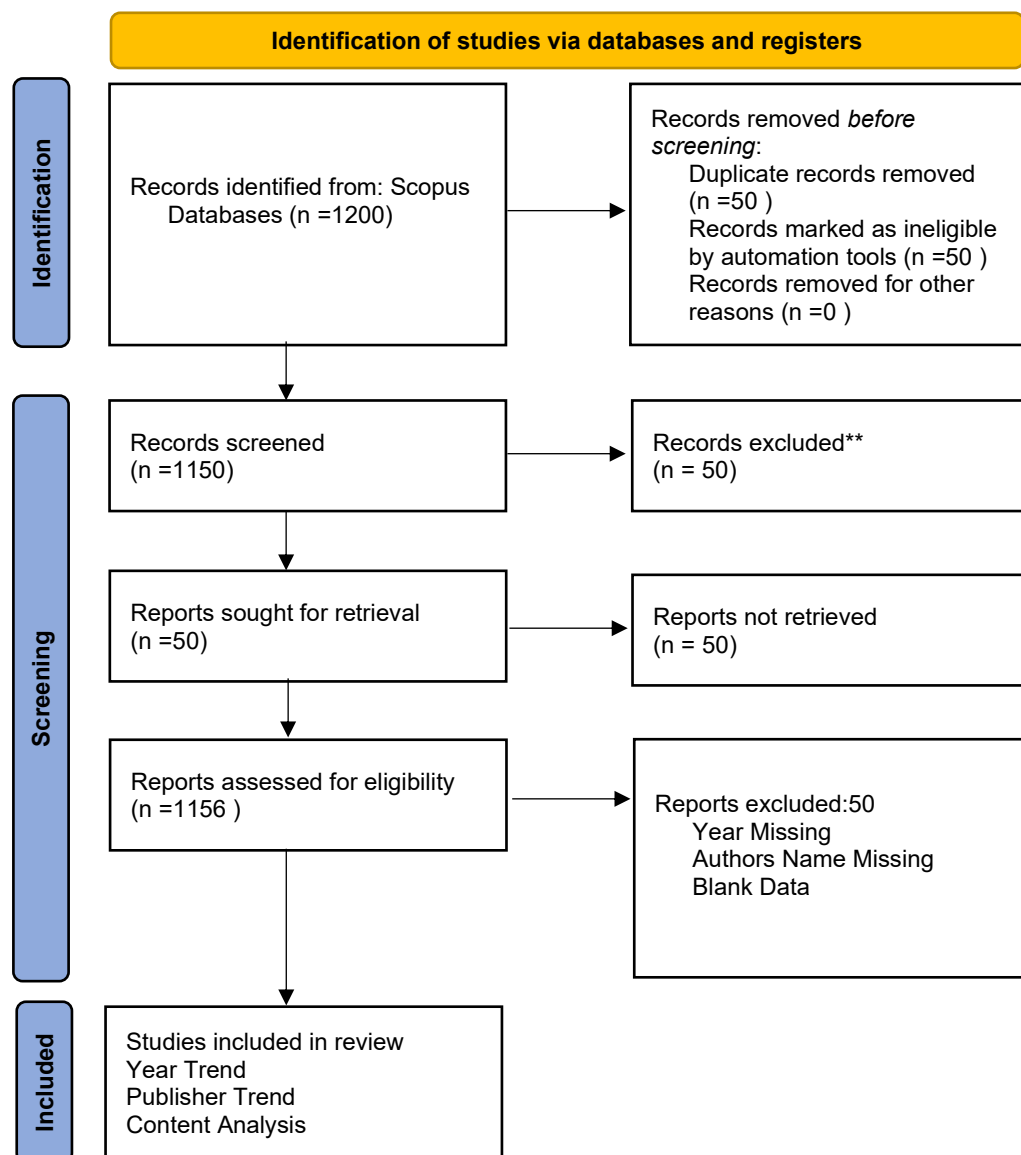 Identification of studies via databases and registers
Identification
Records identified from: Scopus
Databases (n =1200)
Records removed before
screening:
Duplicate records removed
(n =50 )
Records marked as ineligible
by automation tools (n =50 )
Records removed for other
reasons (n =0 )
Screening
Records screened
(n =1150)
Records excluded**
(n = 50)
Reports sought for retrieval
(n =50)
Reports not retrieved
(n = 50)
Reports assessed for eligibility
(n =1156 )
Reports excluded:50
Year Missing
Authors Name Missing
Blank Data
Included
Studies included in review
Year Trend
Publisher Trend
Content Analysis